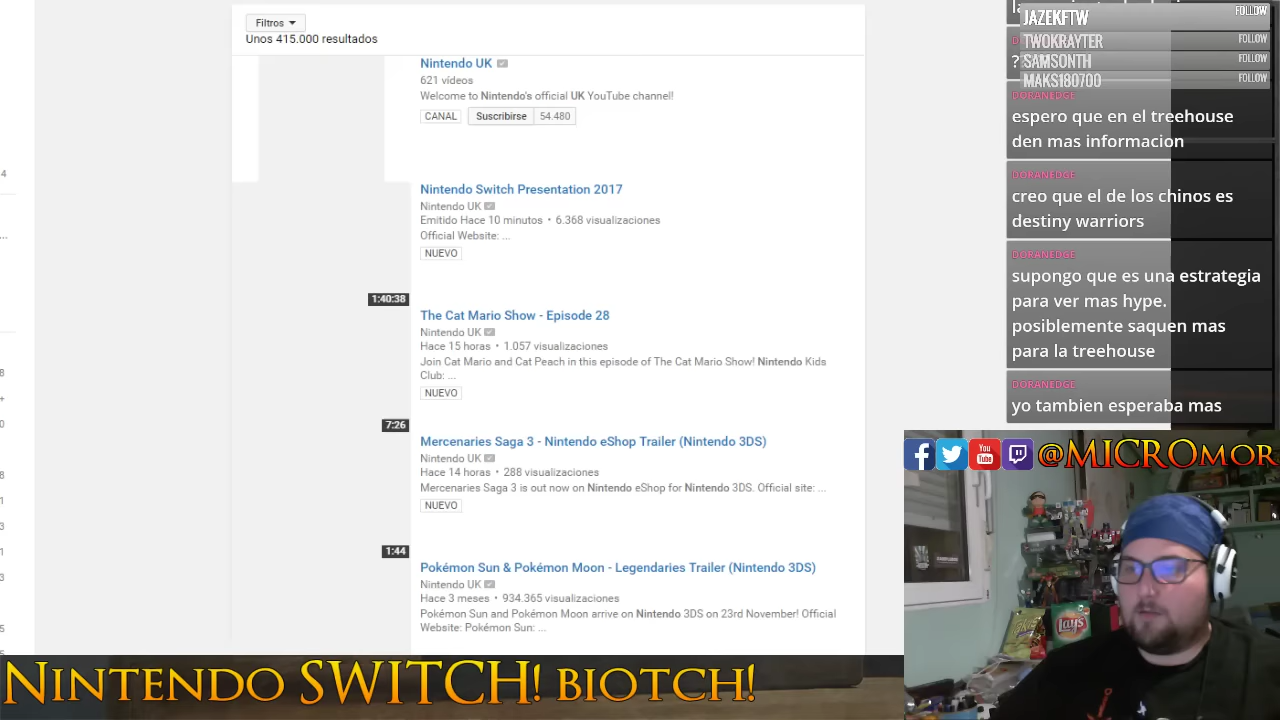 Filtros
Unos 415.000 resultados
Nintendo UK
621 vídeos
Welcome to Nintendo's official UK YouTube channel!
CANAL Suscribirse 54.480
Nintendo Switch Presentation 2017
Nintendo UK
Emitido Hace 10 minutos • 6.368 visualizaciones
Official Website: ...
NUEVO
1:40:38
The Cat Mario Show - Episode 28
Nintendo UK
Hace 15 horas • 1.057 visualizaciones
Join Cat Mario and Cat Peach in this episode of The Cat Mario Show! Nintendo Kids
Club: ...
NUEVO
7:26
Mercenaries Saga 3 - Nintendo eShop Trailer (Nintendo 3DS)
Nintendo UK
Hace 14 horas • 288 visualizaciones
Mercenaries Saga 3 is out now on Nintendo eShop for Nintendo 3DS. Official site: ...
NUEVO
1:44
Pokémon Sun & Pokémon Moon - Legendaries Trailer (Nintendo 3DS)
Nintendo UK
Hace 3 meses • 934.365 visualizaciones
Pokémon Sun and Pokémon Moon arrive on Nintendo 3DS on 23rd November! Official
Website: Pokémon Sun: ...
JAZEKFTW FOLLOW
TWOKRAYTER FOLLOW
SAMSONTH FOLLOW
MAKS180700 FOLLOW
DORANEDGE
espero que en el treehouse
den mas informacion
DORANEDGE
creo que el de los chinos es
destiny warriors
DORANEDGE
supongo que es una estrategia
para ver mas hype.
posiblemente saquen mas
para la treehouse
DORANEDGE
yo tambien esperaba mas
You Tube
@MICROmor
Lay's
Nintendo SWITCH! BIOTCH!